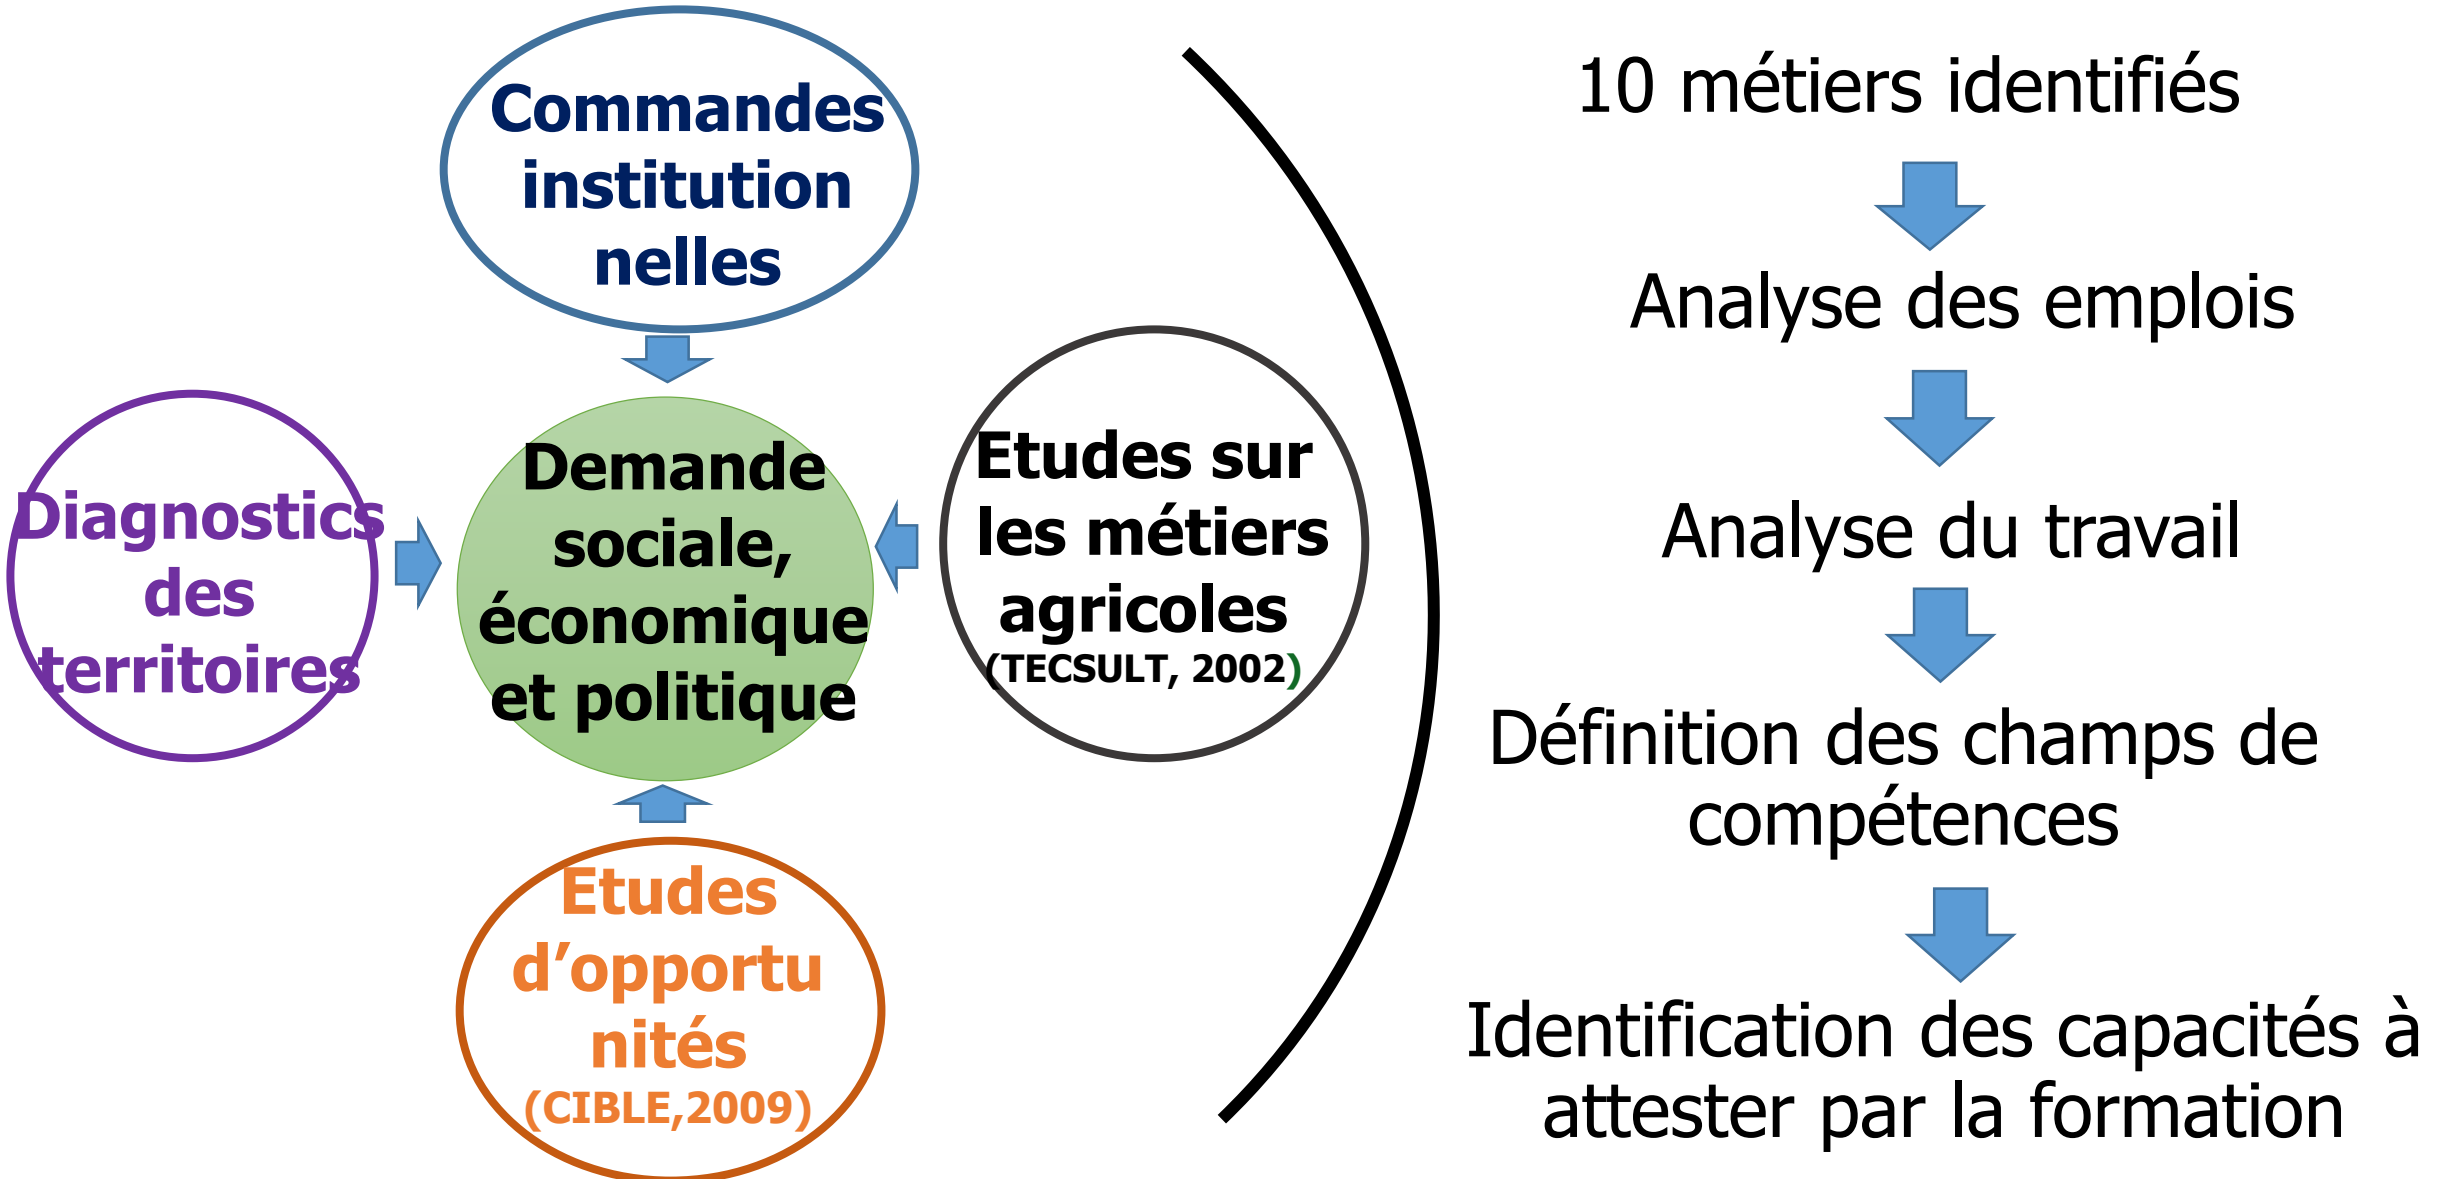 Commandes
institution
nelles
Diagnostics
des
territoires
Demande
sociale,
économique
et politique
Etudes sur
les métiers
agricoles
(TECSULT, 2002)
Etudes
d’opportu
nités
(CIBLE,2009)
10 métiers identifiés
Analyse des emplois
Analyse du travail
Définition des champs de
compétences
Identification des capacités à
attester par la formation